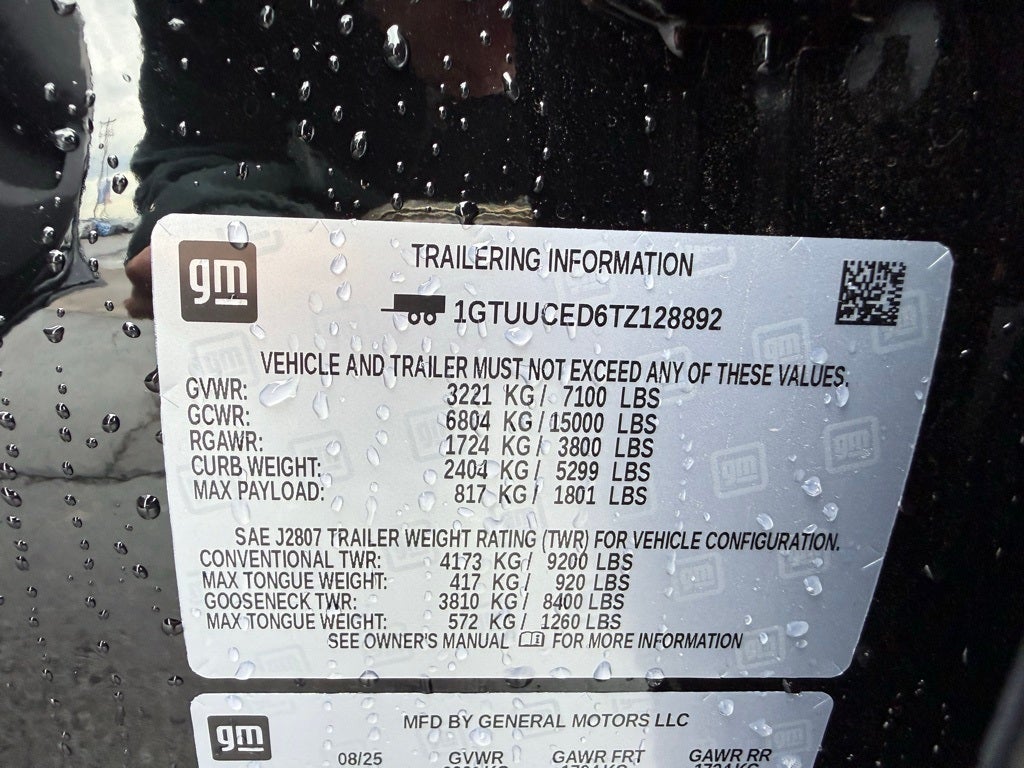 gm
TRAILERING INFORMATION
1GTUUCED6TZ128892
VEHICLE AND TRAILER MUST NOT EXCEED ANY OF THESE VALUES.
GVWR: 3221 KG/ 7100 LBS
GCWR: 6804 KG/ 15000 LBS
RGAWR: 1724 KG/ 3800 LBS
CURB WEIGHT: 2404 KG/ 5299 LBS
MAX PAYLOAD: 817 KG/ 1801 LBS
SAE J2807 TRAILER WEIGHT RATING (TWR) FOR VEHICLE CONFIGURATION.
CONVENTIONAL TWR: 4173 KG/ 9200 LBS
MAX TONGUE WEIGHT: 417 KG/ 920 LBS
GOOSENECK TWR: 3810 KG/ 8400 LBS
MAX TONGUE WEIGHT: 572 KG/ 1260 LBS
SEE OWNER'S MANUAL FOR MORE INFORMATION
gm
MFD BY GENERAL MOTORS LLC
08/25 GVWR GAWR FRT GAWR RR